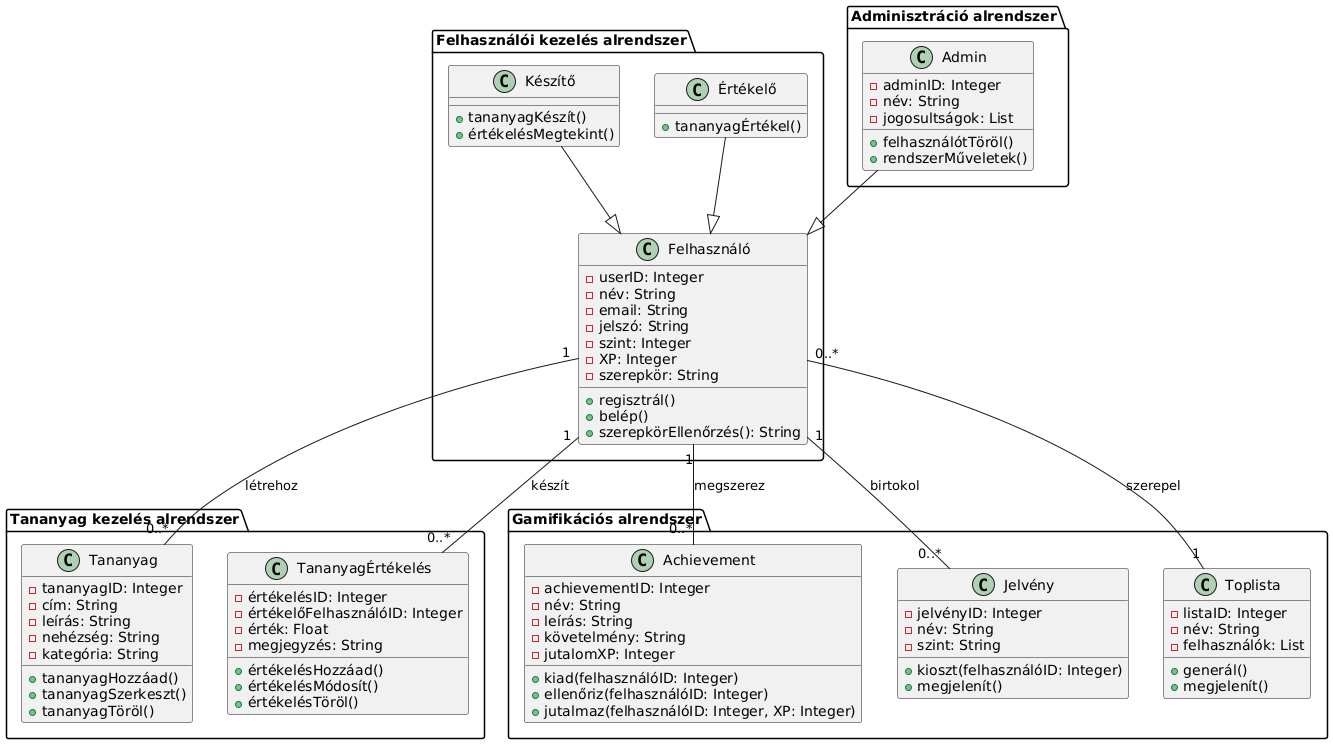 Adminisztráció alrendszer
C Admin
adminID: Integer
név: String
jogosultságok: List
felhasználótTöröl()
rendszerMűveletek()
Felhasználói kezelés alrendszer
C Készítő
tananyagKészít()
értékelésMegtekint()
C Értékelő
tananyagÉrtékel()
C Felhasználó
userID: Integer
név: String
email: String
jelszó: String
szint: Integer
XP: Integer
szerepkör: String
regisztrál()
belép()
szerepkörEllenőrzés(): String
1
0..*
1
1
1
létrehoz
készít
megszerez
birtokol
szerepel
0..*
0..*
0..*
0..*
1
Tananyag kezelés alrendszer
C Tananyag
tananyagID: Integer
cím: String
leírás: String
nehézség: String
kategória: String
tananyagHozzáad()
tananyagSzerkeszt()
tananyagTöröl()
C TananyagÉrtékelés
értékelésID: Integer
értékelőFelhasználóID: Integer
érték: Float
megjegyzés: String
értékelésHozzáad()
értékelésMódosít()
értékelésTöröl()
Gamifikációs alrendszer
C Achievement
achievementID: Integer
név: String
leírás: String
követelmény: String
jutalomXP: Integer
kiad(felhasználóID: Integer)
ellenőriz(felhasználóID: Integer)
jutalmaz(felhasználóID: Integer, XP: Integer)
C Jelvény
jelvényID: Integer
név: String
szint: String
kioszt(felhasználóID: Integer)
megjelenít()
C Toplista
listaID: Integer
név: String
felhasználók: List
generál()
megjelenít()